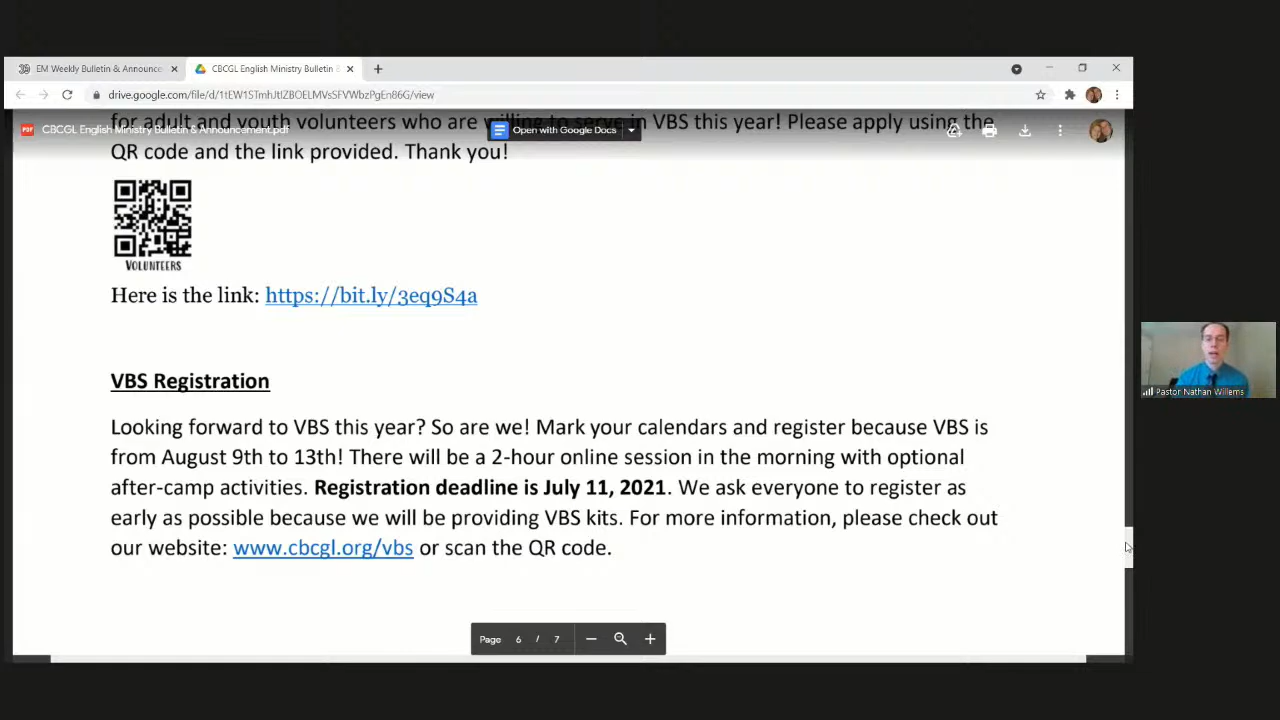 EM Weekly Bulletin & Announce
CBCGL English Ministry Bulletin &
drive.google.com/file/d/1tEW1STmhJtlZBOELMVsSFVWbzPgEn86G/view
for adult and youth volunteers who are willing to serve in VBS this year! Please apply using the
PDF
CBCGL English Ministry Bulletin & Announcement.pdf
Open with Google Docs
QR code and the link provided. Thank you!
VOLUNTEERS
Here is the link: https://bit.ly/3eq9S4a
VBS Registration
Looking forward to VBS this year? So are we! Mark your calendars and register because VBS is
from August 9th to 13th! There will be a 2-hour online session in the morning with optional
after-camp activities. Registration deadline is July 11, 2021. We ask everyone to register as
early as possible because we will be providing VBS kits. For more information, please check out
our website: www.cbcgl.org/vbs or scan the QR code.
Page 6 / 7
Pastor Nathan Willems